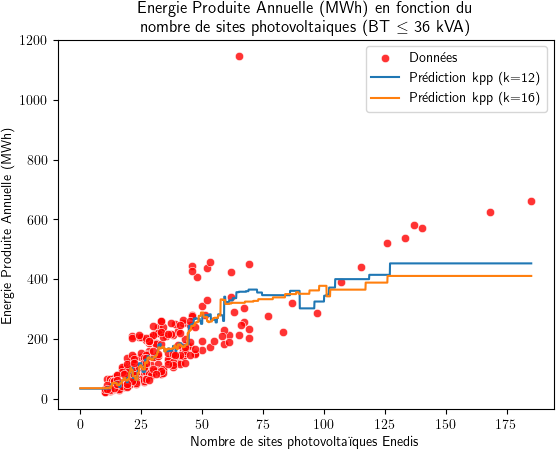 Energie Produite Annuelle (MWh) en fonction du
nombre de sites photovoltaiques (BT ≤ 36 kVA)
Données
Prédiction kpp (k=12)
Prédiction kpp (k=16)
Energie Produite Annuelle (MWh)
1200
1000
800
600
400
200
0
0 25 50 75 100 125 150 175
Nombre de sites photovoltaïques Enedis